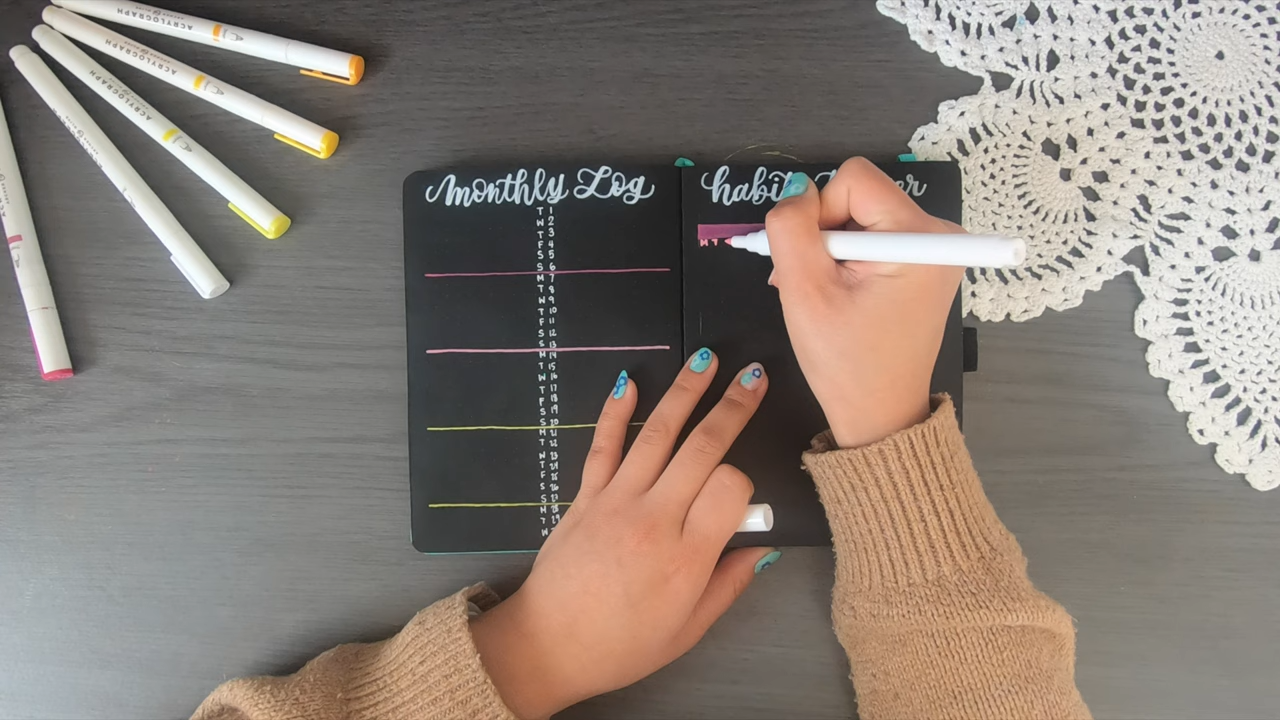 ACRYLOGRAPH
ACRYLOGRAPH
ACRYLOGRAPH
monthly Log
T 1
W 2
T 3
F 4
S 5
S 6
M 7
T 8
W 9
T 10
F 11
S 12
S 13
M 14
T 15
W 16
T 17
F 18
S 19
S 20
M 21
T 22
W 23
T 24
F 25
S 26
S 27
M 28
T 29
W
M T